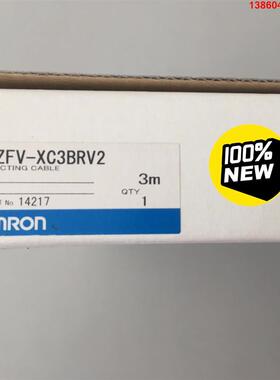 138604
ZFV-XC3BRV2
CTING CABLE
3m
QTY
No. 14217
1
MRON
100%
NEW